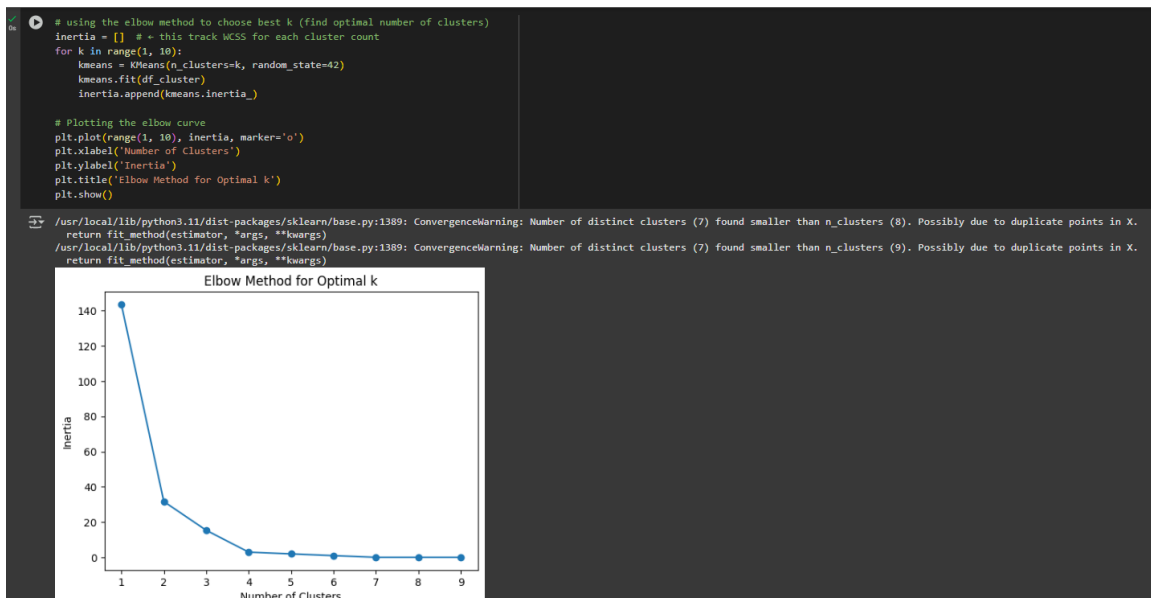 0s
# using the elbow method to choose best k (find optimal number of clusters)
inertia = []  # ← this track WCSS for each cluster count
for k in range(1, 10):
    kmeans = KMeans(n_clusters=k, random_state=42)
    kmeans.fit(df_cluster)
    inertia.append(kmeans.inertia_)

# Plotting the elbow curve
plt.plot(range(1, 10), inertia, marker='o')
plt.xlabel('Number of Clusters')
plt.ylabel('Inertia')
plt.title('Elbow Method for Optimal k')
plt.show()
/usr/local/lib/python3.11/dist-packages/sklearn/base.py:1389: ConvergenceWarning: Number of distinct clusters (7) found smaller than n_clusters (8). Possibly due to duplicate points in X.
  return fit_method(estimator, *args, **kwargs)
/usr/local/lib/python3.11/dist-packages/sklearn/base.py:1389: ConvergenceWarning: Number of distinct clusters (7) found smaller than n_clusters (9). Possibly due to duplicate points in X.
  return fit_method(estimator, *args, **kwargs)
Elbow Method for Optimal k
140
120
100
80
60
40
20
0
Inertia
1 2 3 4 5 6 7 8 9
Number of Clusters